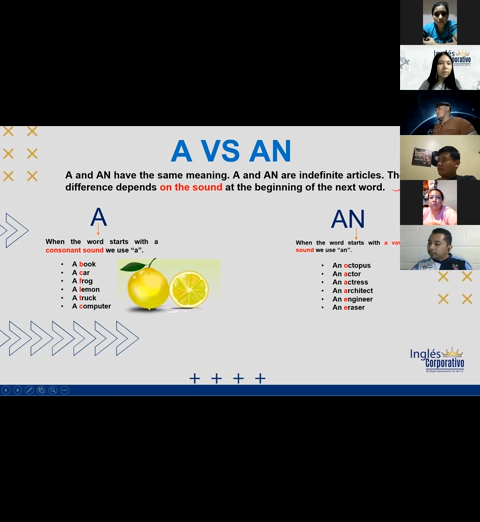 Inglés
Corporativo
A VS AN
A and AN have the same meaning. A and AN are indefinite articles. Th
difference depends on the sound at the beginning of the next word.
A
When the word starts with a
consonant sound we use "a".
• A book
• A car
• A frog
• A lemon
• A truck
• A computer
AN
When the word starts with a vo
sound we use "an".
• An octopus
• An actor
• An actress
• An architect
• An engineer
• An eraser
Inglés
Corporativo